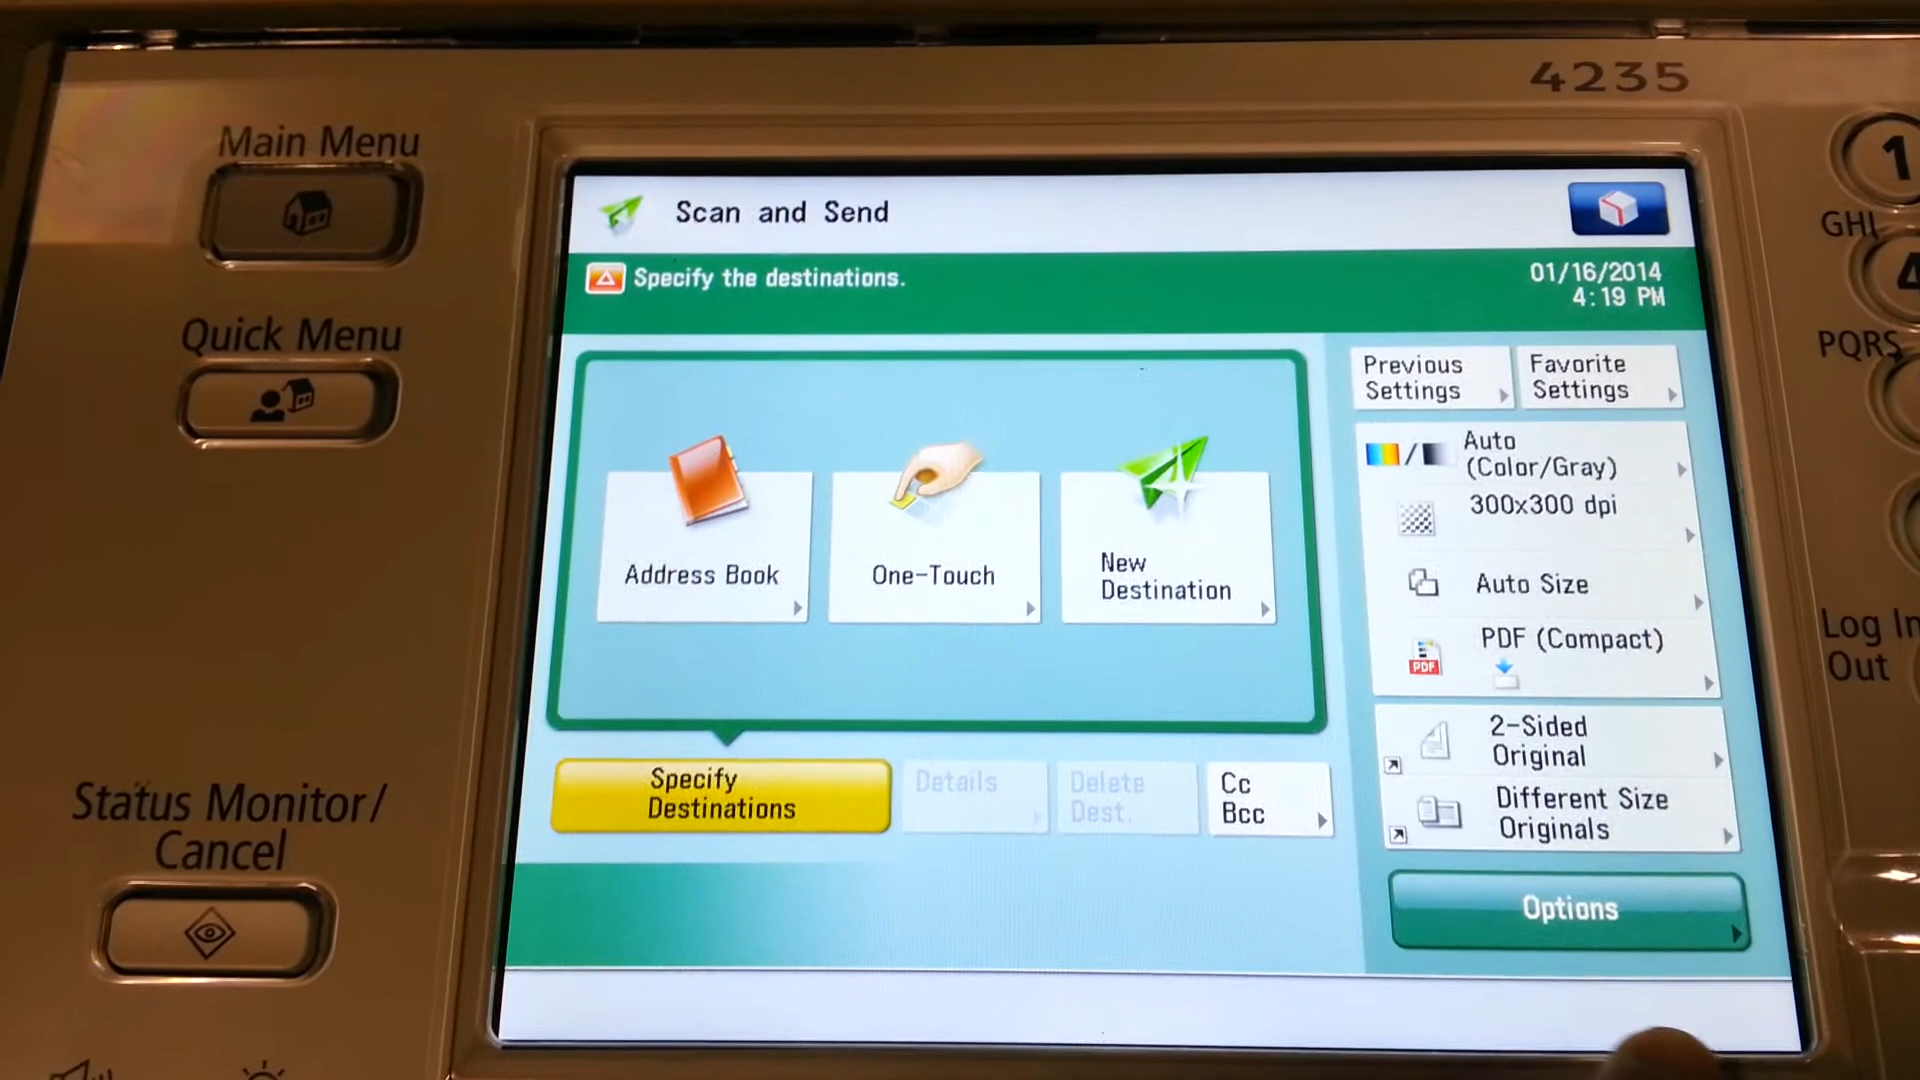 4235
Main Menu
Quick Menu
Status Monitor/
Cancel
Scan and Send
Specify the destinations.
01/16/2014
4:19 PM
Address Book
One-Touch
New
Destination
Specify
Destinations
Details
Delete
Dest.
Cc
Bcc
Previous
Settings
Favorite
Settings
Auto
(Color/Gray)
300x300 dpi
Auto Size
PDF
PDF (Compact)
2-Sided
Original
Different Size
Originals
Options
1
GHI
4
PQRS
Log In
Out